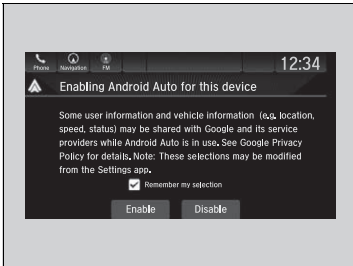 Phone Navigation FM 12:34
Enabling Android Auto for this device
Some user information and vehicle information (e.g. location,
speed, status) may be shared with Google and its service
providers while Android Auto is in use. See Google Privacy
Policy for details. Note: These selections may be modified
from the Settings app.
Remember my selection
Enable Disable